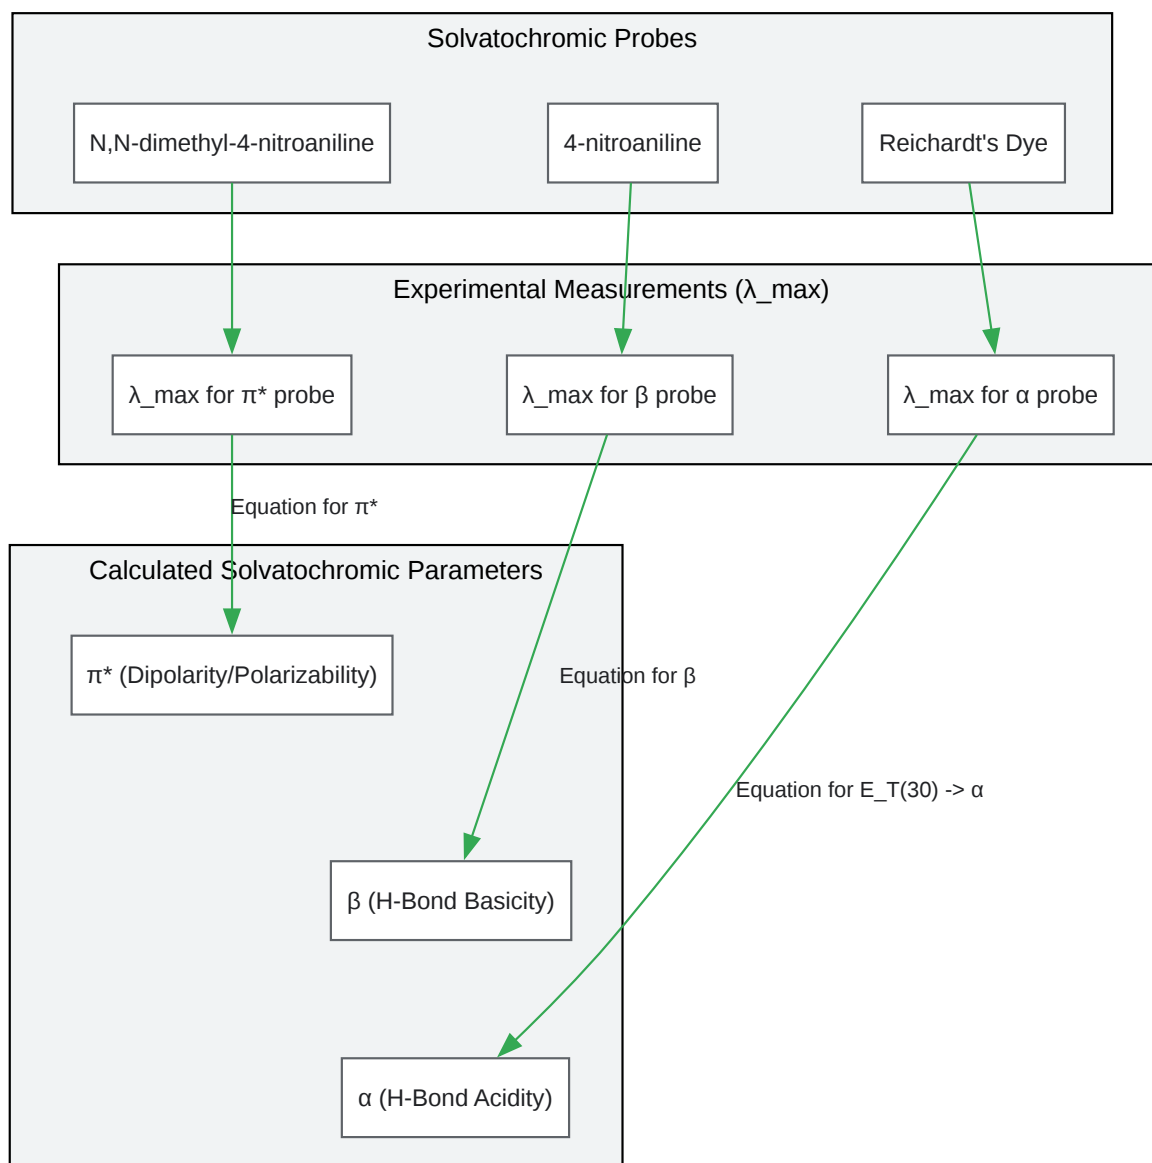 Solvatochromic Probes
N,N-dimethyl-4-nitroaniline
4-nitroaniline
Reichardt's Dye
Experimental Measurements (λ_max)
λ_max for π* probe
λ_max for β probe
λ_max for α probe
Equation for π*
Calculated Solvatochromic Parameters
π* (Dipolarity/Polarizability)
Equation for β
Equation for E_T(30) -> α
β (H-Bond Basicity)
α (H-Bond Acidity)